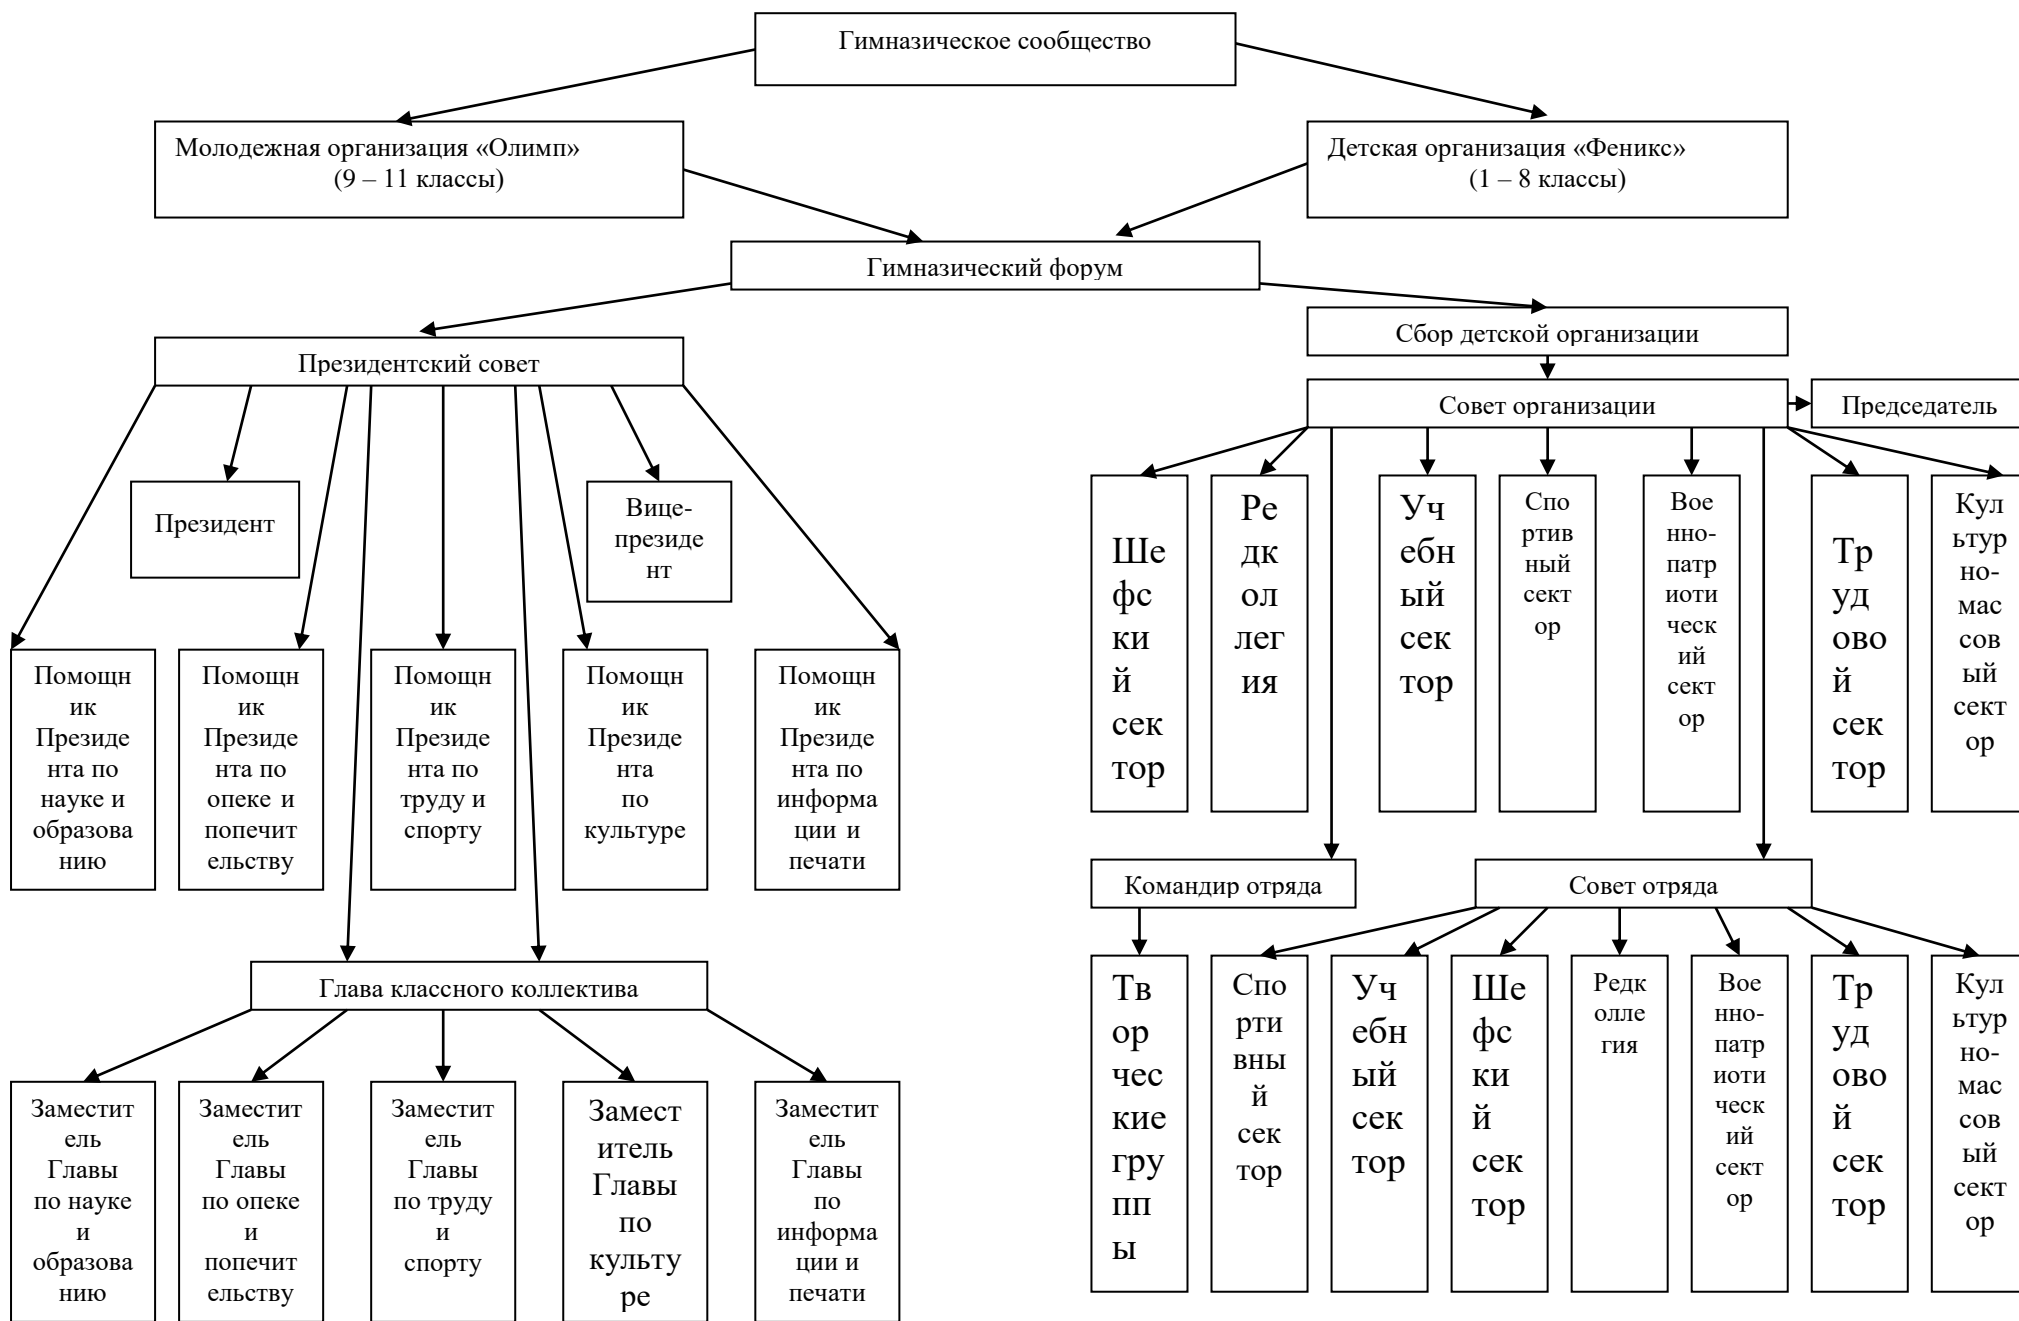 Гимназическое сообщество
Молодежная организация «Олимп»
(9 – 11 классы)
Детская организация «Феникс»
(1 – 8 классы)
Гимназический форум
Президентский совет
Сбор детской организации
Совет организации
Председатель
Президент
Вице-
президе
нт
Ше
фс
ки
й
сек
тор
Ре
дк
ол
лег
ия
Уч
ебн
ый
сек
тор
Спо
ртив
ный
сект
ор
Вое
нно-
патр
иоти
ческ
ий
сект
ор
Тр
уд
ово
й
сек
тор
Кул
ьтур
но-
мас
сов
ый
сект
ор
Помощн
ик
Президе
нта по
науке и
образова
нию
Помощн
ик
Президе
нта по
опеке и
попечит
ельству
Помощн
ик
Президе
нта по
труду и
спорту
Помощн
ик
Президе
нта
по
культуре
Помощн
ик
Президе
нта по
информа
ции и
печати
Командир отряда
Совет отряда
Глава классного коллектива
Тв
ор
чес
кие
гру
пп
ы
Спо
рти
вны
й
сек
тор
Уч
ебн
ый
сек
тор
Ше
фс
ки
й
сек
тор
Редк
олле
гия
Вое
нно-
патр
иоти
ческ
ий
сект
ор
Тр
уд
ово
й
сек
тор
Кул
ьтур
но-
мас
сов
ый
сект
ор
Заместит
ель
Главы
по науке
и
образова
нию
Заместит
ель
Главы
по опеке
и
попечит
ельству
Заместит
ель
Главы
по труду
и
спорту
Замест
итель
Главы
по
культу
ре
Заместит
ель
Главы
по
информа
ции и
печати